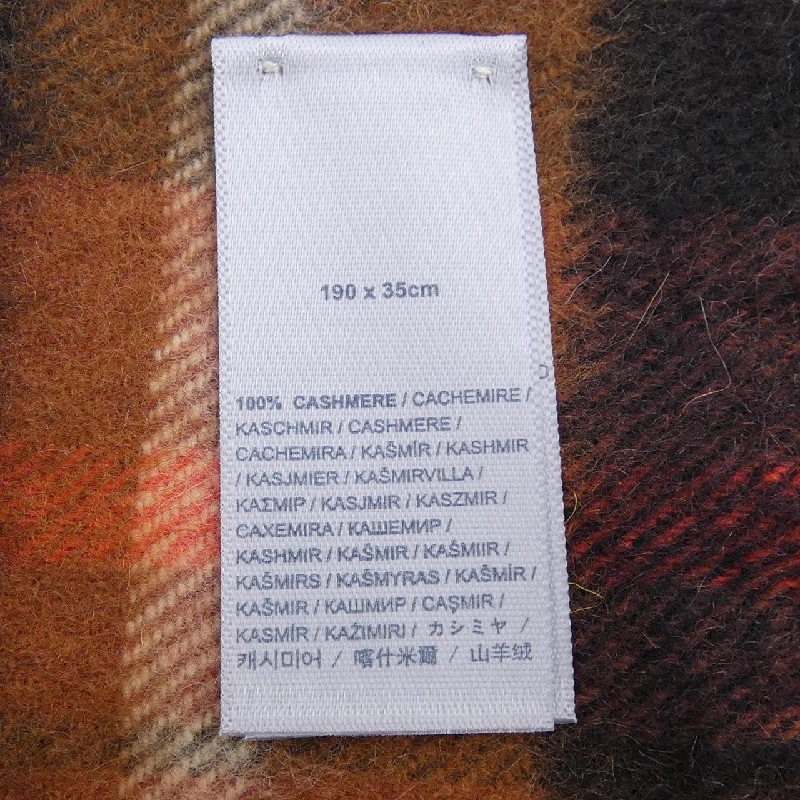 190 x 35cm
100% CASHMERE / CACHEMIRE /
KASCHMIR / CASHMERE /
CACHEMIRA / KAŠMÍR / KASHMIR
/ KASJMIER / KAŠMIRVILLA /
ΚΑΣΜΙΡ / KASJMIR / KASZMIR /
CAXEMIRA / КАШЕМИР /
KASHMIR / KAŠMIR / KAŠMIIR /
KAŠMIRS / KAŠMYRAS / KAŠMÍR /
KAŠMIR / КАШМИР / CAŞMIR /
KASMÍR / KAŻIMIRI / カシミヤ /
캐시미어 / 喀什米爾 / 山羊绒